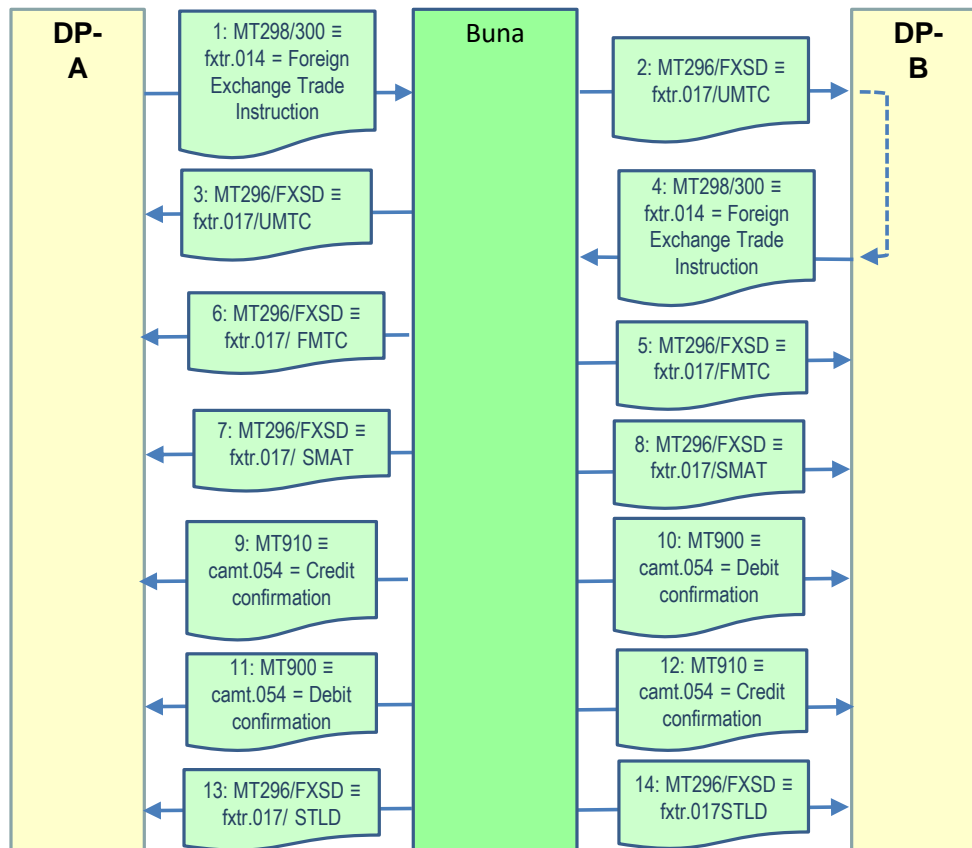 DP-
A
Buna
DP-
B
1: MT298/300 ≡
fxtr.014 = Foreign
Exchange Trade
Instruction
2: MT296/FXSD ≡
fxtr.017/UMTC
3: MT296/FXSD ≡
fxtr.017/UMTC
4: MT298/300 ≡
fxtr.014 = Foreign
Exchange Trade
Instruction
6: MT296/FXSD ≡
fxtr.017/ FMTC
5: MT296/FXSD ≡
fxtr.017/FMTC
7: MT296/FXSD ≡
fxtr.017/ SMAT
8: MT296/FXSD ≡
fxtr.017/SMAT
9: MT910 ≡
camt.054 = Credit
confirmation
10: MT900 ≡
camt.054 = Debit
confirmation
11: MT900 ≡
camt.054 = Debit
confirmation
12: MT910 ≡
camt.054 = Credit
confirmation
13: MT296/FXSD ≡
fxtr.017/ STLD
14: MT296/FXSD ≡
fxtr.017STLD